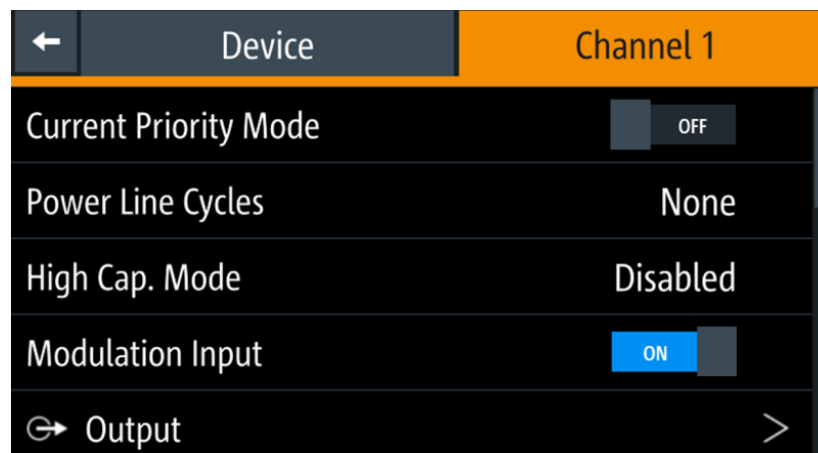 Device Channel 1
Current Priority Mode OFF
Power Line Cycles None
High Cap. Mode Disabled
Modulation Input ON
Output